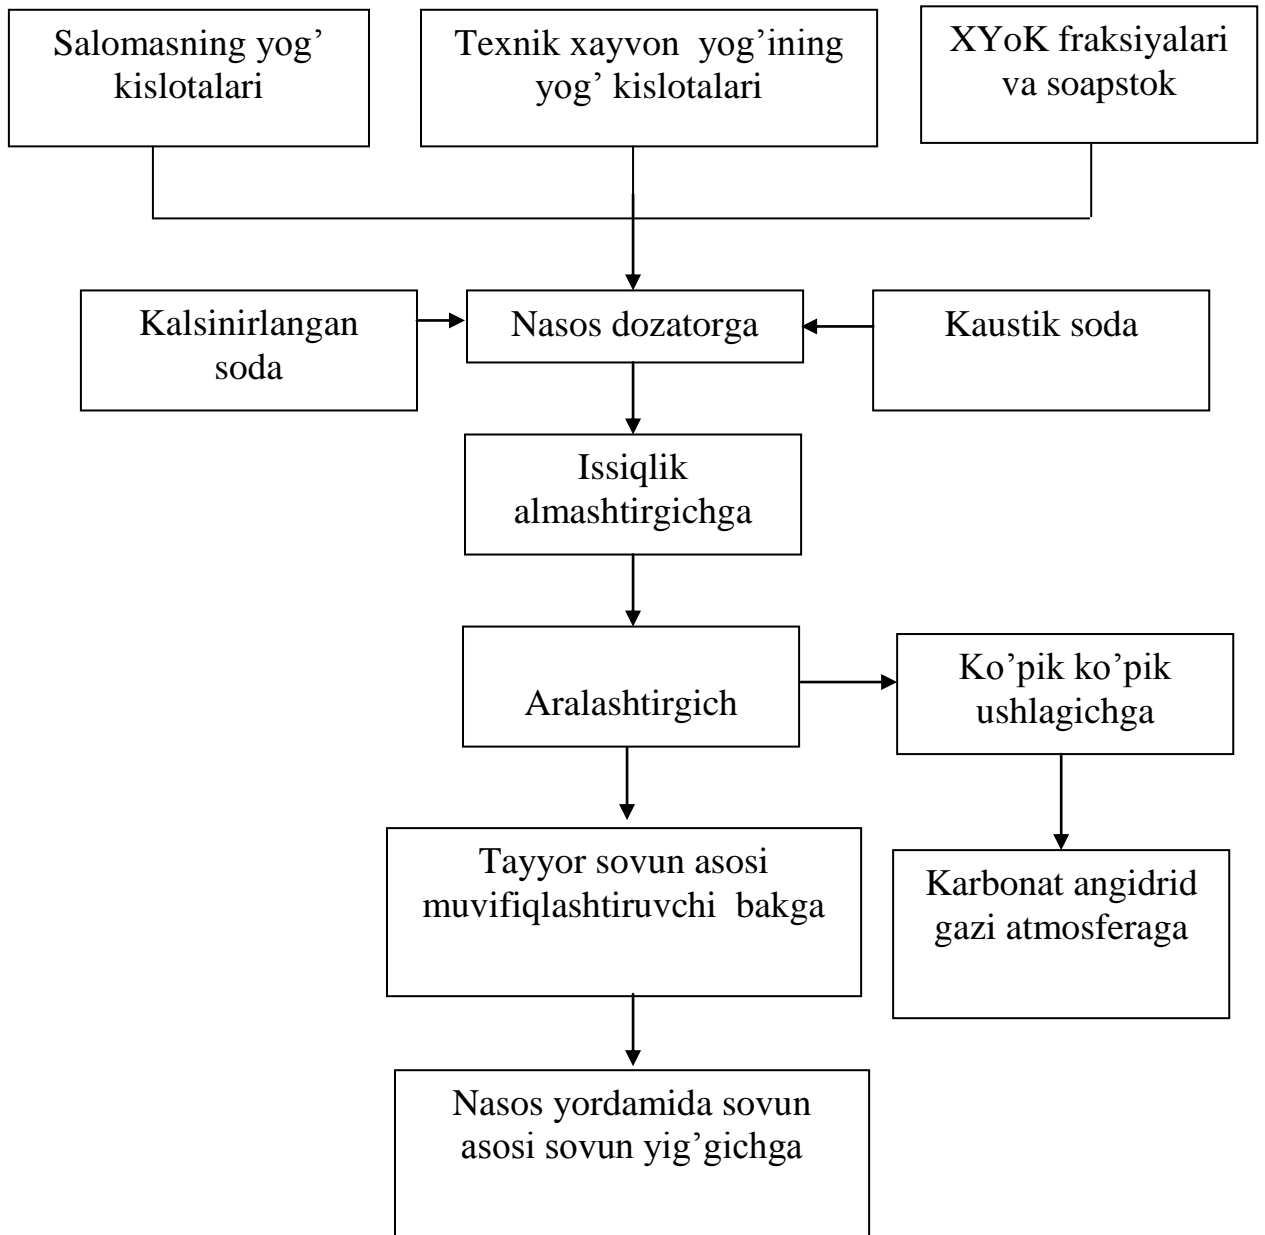 Salomasning yog’
kislotalari
Texnik xayvon yog’ining
yog’ kislotalari
XYoK fraksiyalari
va soapstok
Kalsinirlangan
soda
Nasos dozatorga
Kaustik soda
Issiqlik
almashtirgichga
Aralashtirgich
Ko’pik ko’pik
ushlagichga
Tayyor sovun asosi
muvifiqlashtiruvchi bakga
Karbonat angidrid
gazi atmosferaga
Nasos yordamida sovun
asosi sovun yig’gichga